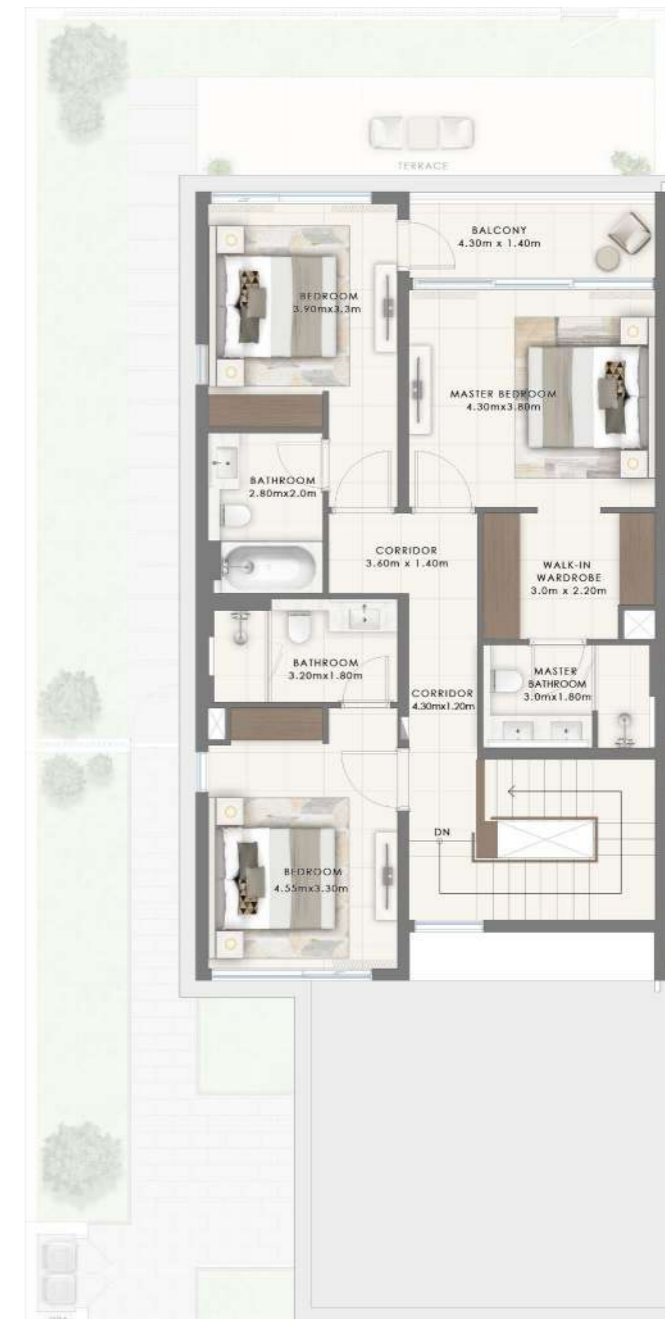 TERRACE
BALCONY
4.30m x 1.40m
BEDROOM
3.90mx3.3m
MASTER BEDROOM
4.30mx3.80m
BATHROOM
2.80mx2.0m
CORRIDOR
3.60m x 1.40m
WALK-IN
WARDROBE
3.0m x 2.20m
BATHROOM
3.20mx1.80m
MASTER
BATHROOM
3.0mx1.80m
CORRIDOR
4.30mx1.20m
DN
BEDROOM
4.55mx3.30m